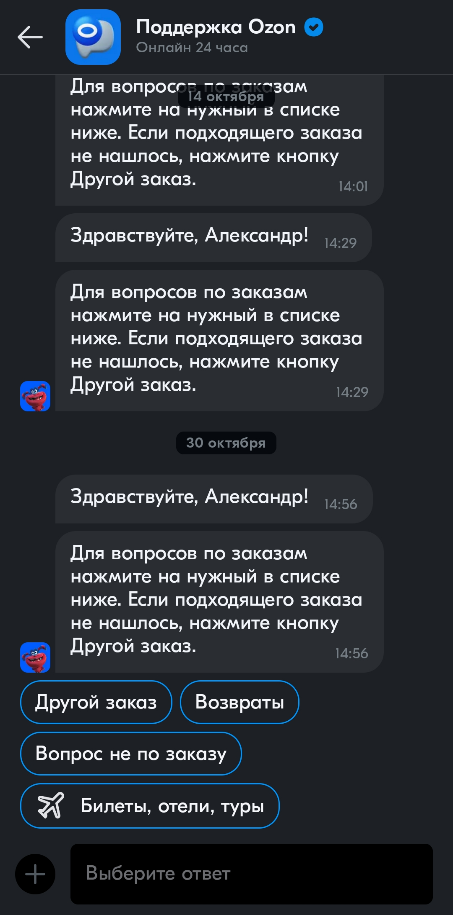 Поддержка Ozon
Онлайн 24 часа
Для вопросов по заказам
14 октября
нажмите на нужный в списке
ниже. Если подходящего заказа
не нашлось, нажмите кнопку
Другой заказ.
14:01
Здравствуйте, Александр!
14:29
Для вопросов по заказам
нажмите на нужный в списке
ниже. Если подходящего заказа
не нашлось, нажмите кнопку
Другой заказ.
14:29
30 октября
Здравствуйте, Александр!
14:56
Для вопросов по заказам
нажмите на нужный в списке
ниже. Если подходящего заказа
не нашлось, нажмите кнопку
Другой заказ.
14:56
Другой заказ
Возвраты
Вопрос не по заказу
Билеты, отели, туры
Выберите ответ